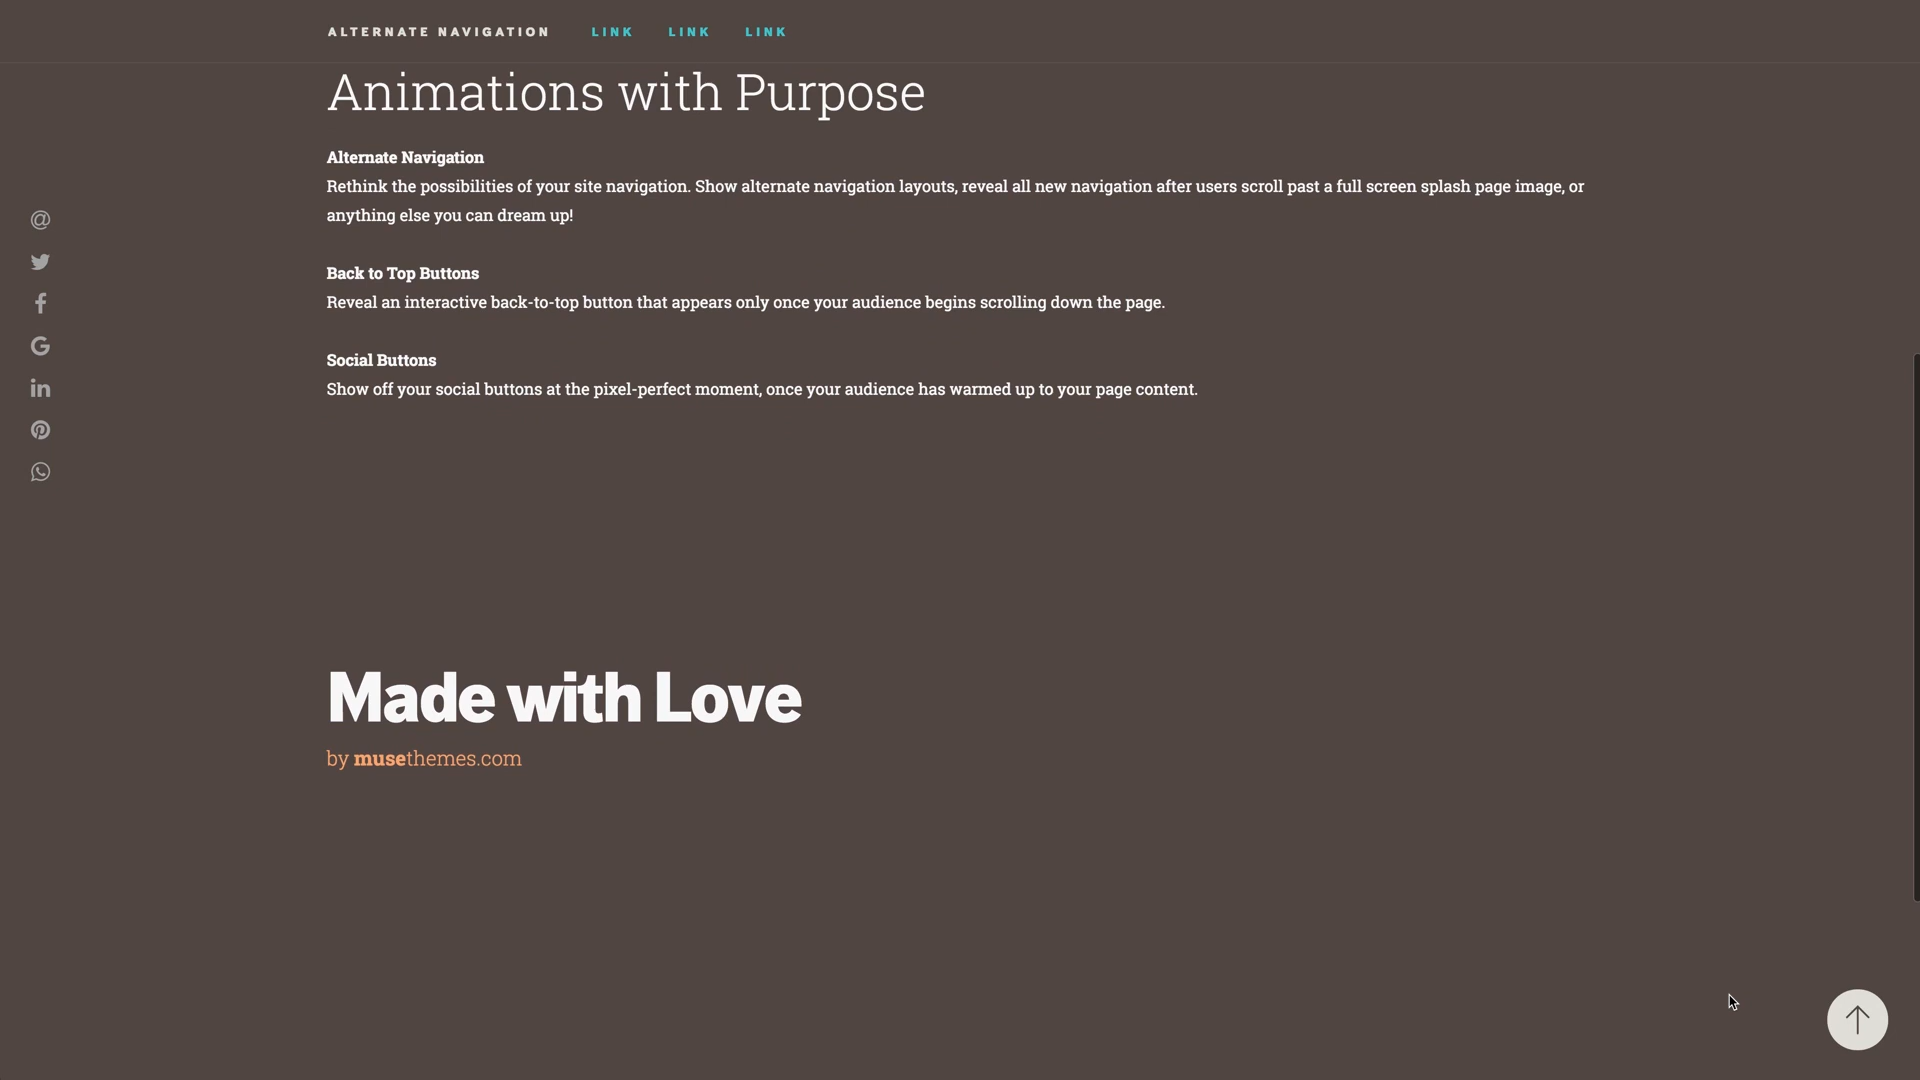 ALTERNATE NAVIGATION LINK LINK LINK
Animations with Purpose
Alternate Navigation
Rethink the possibilities of your site navigation. Show alternate navigation layouts, reveal all new navigation after users scroll past a full screen splash page image, or
anything else you can dream up!
Back to Top Buttons
Reveal an interactive back-to-top button that appears only once your audience begins scrolling down the page.
Social Buttons
Show off your social buttons at the pixel-perfect moment, once your audience has warmed up to your page content.
Made with Love
by musethemes.com